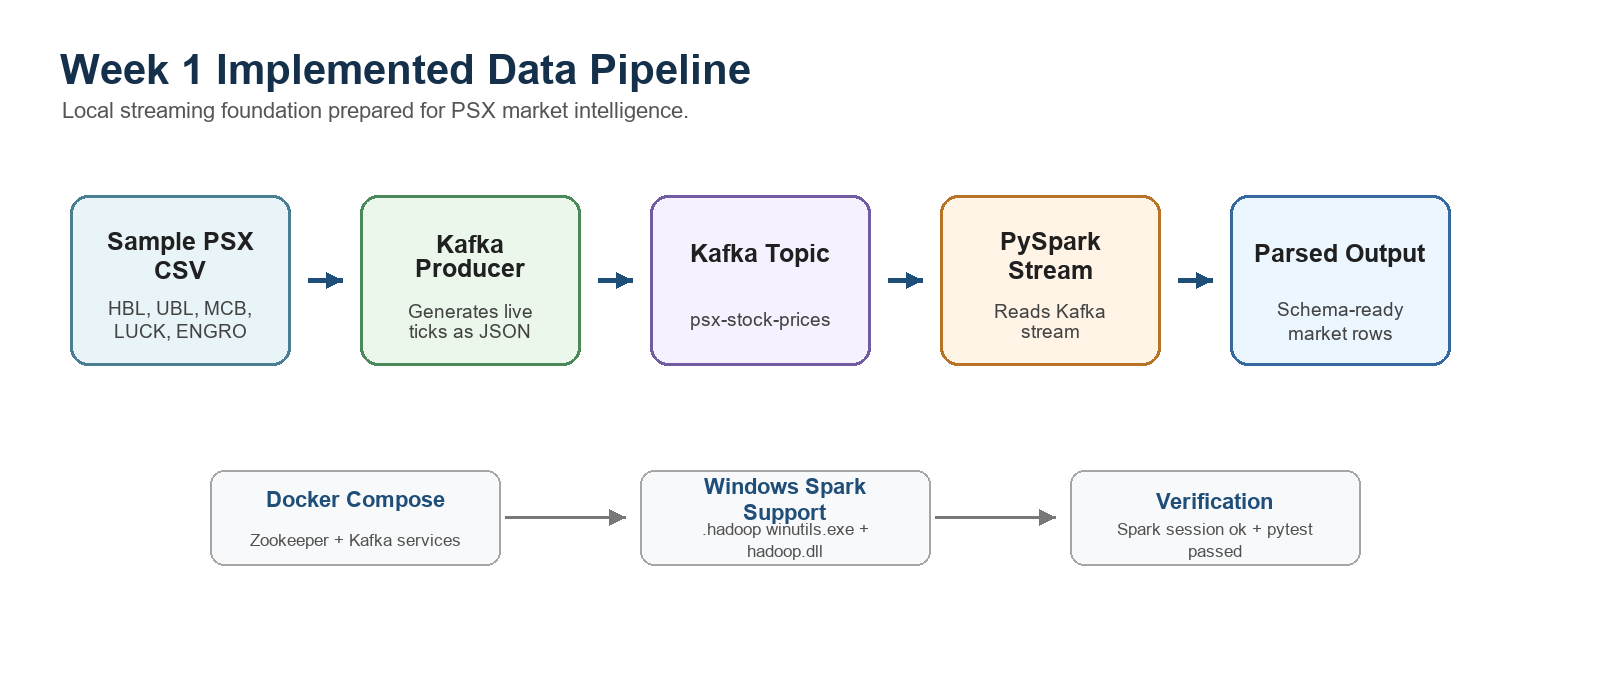 Week 1 Implemented Data Pipeline
Local streaming foundation prepared for PSX market intelligence.
Sample PSX
CSV
HBL, UBL, MCB,
LUCK, ENGRO
Kafka
Producer
Generates live
ticks as JSON
Kafka Topic
psx-stock-prices
PySpark
Stream
Reads Kafka
stream
Parsed Output
Schema-ready
market rows
Docker Compose
Zookeeper + Kafka services
Windows Spark
Support
.hadoop winutils.exe +
hadoop.dll
Verification
Spark session ok + pytest
passed